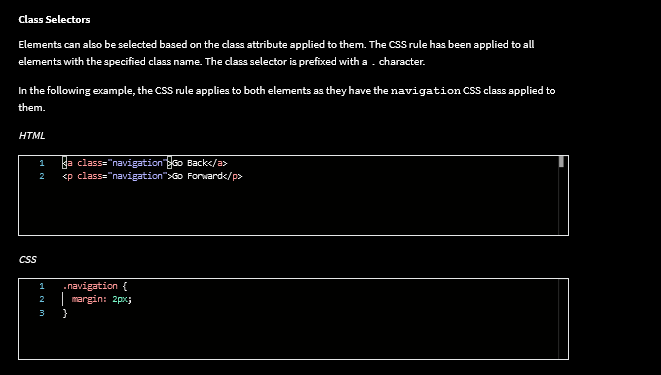 Class Selectors
Elements can also be selected based on the class attribute applied to them. The CSS rule has been applied to all
elements with the specified class name. The class selector is prefixed with a . character.
In the following example, the CSS rule applies to both elements as they have the navigation CSS class applied to
them.
HTML
1 <a class="navigation">Go Back</a>
2 <p class="navigation">Go Forward</p>
CSS
1 .navigation {
2 margin: 2px;
3 }